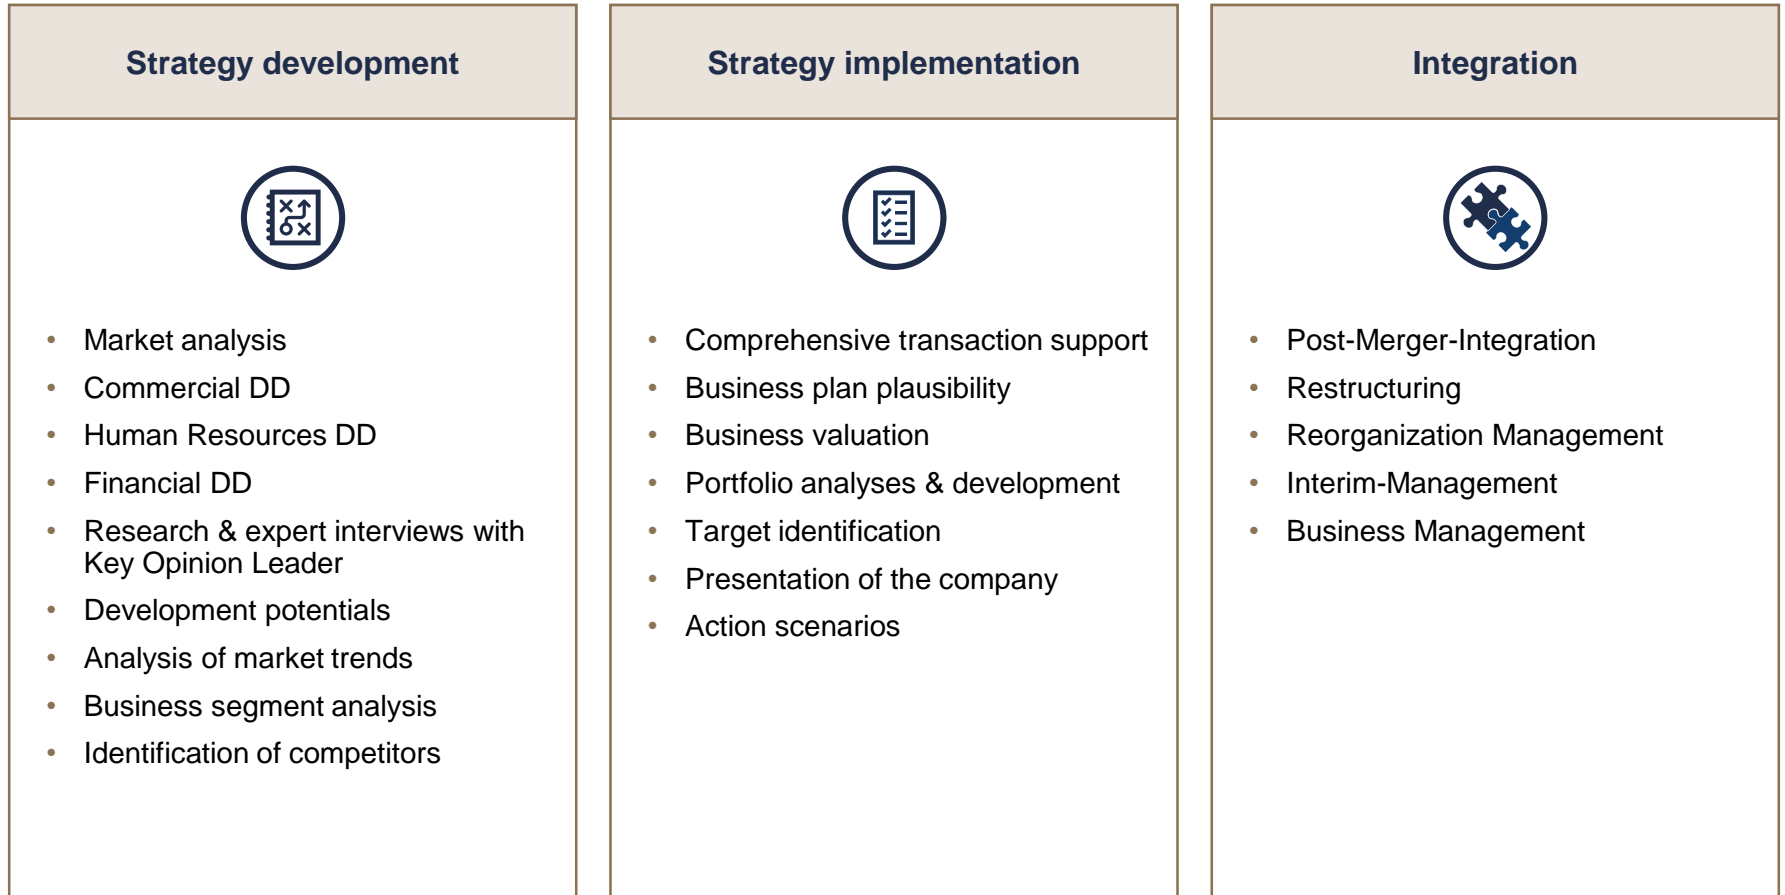 Strategy development
• Market analysis
• Commercial DD
• Human Resources DD
• Financial DD
• Research & expert interviews with
Key Opinion Leader
• Development potentials
• Analysis of market trends
• Business segment analysis
• Identification of competitors
Strategy implementation
• Comprehensive transaction support
• Business plan plausibility
• Business valuation
• Portfolio analyses & development
• Target identification
• Presentation of the company
• Action scenarios
Integration
• Post-Merger-Integration
• Restructuring
• Reorganization Management
• Interim-Management
• Business Management